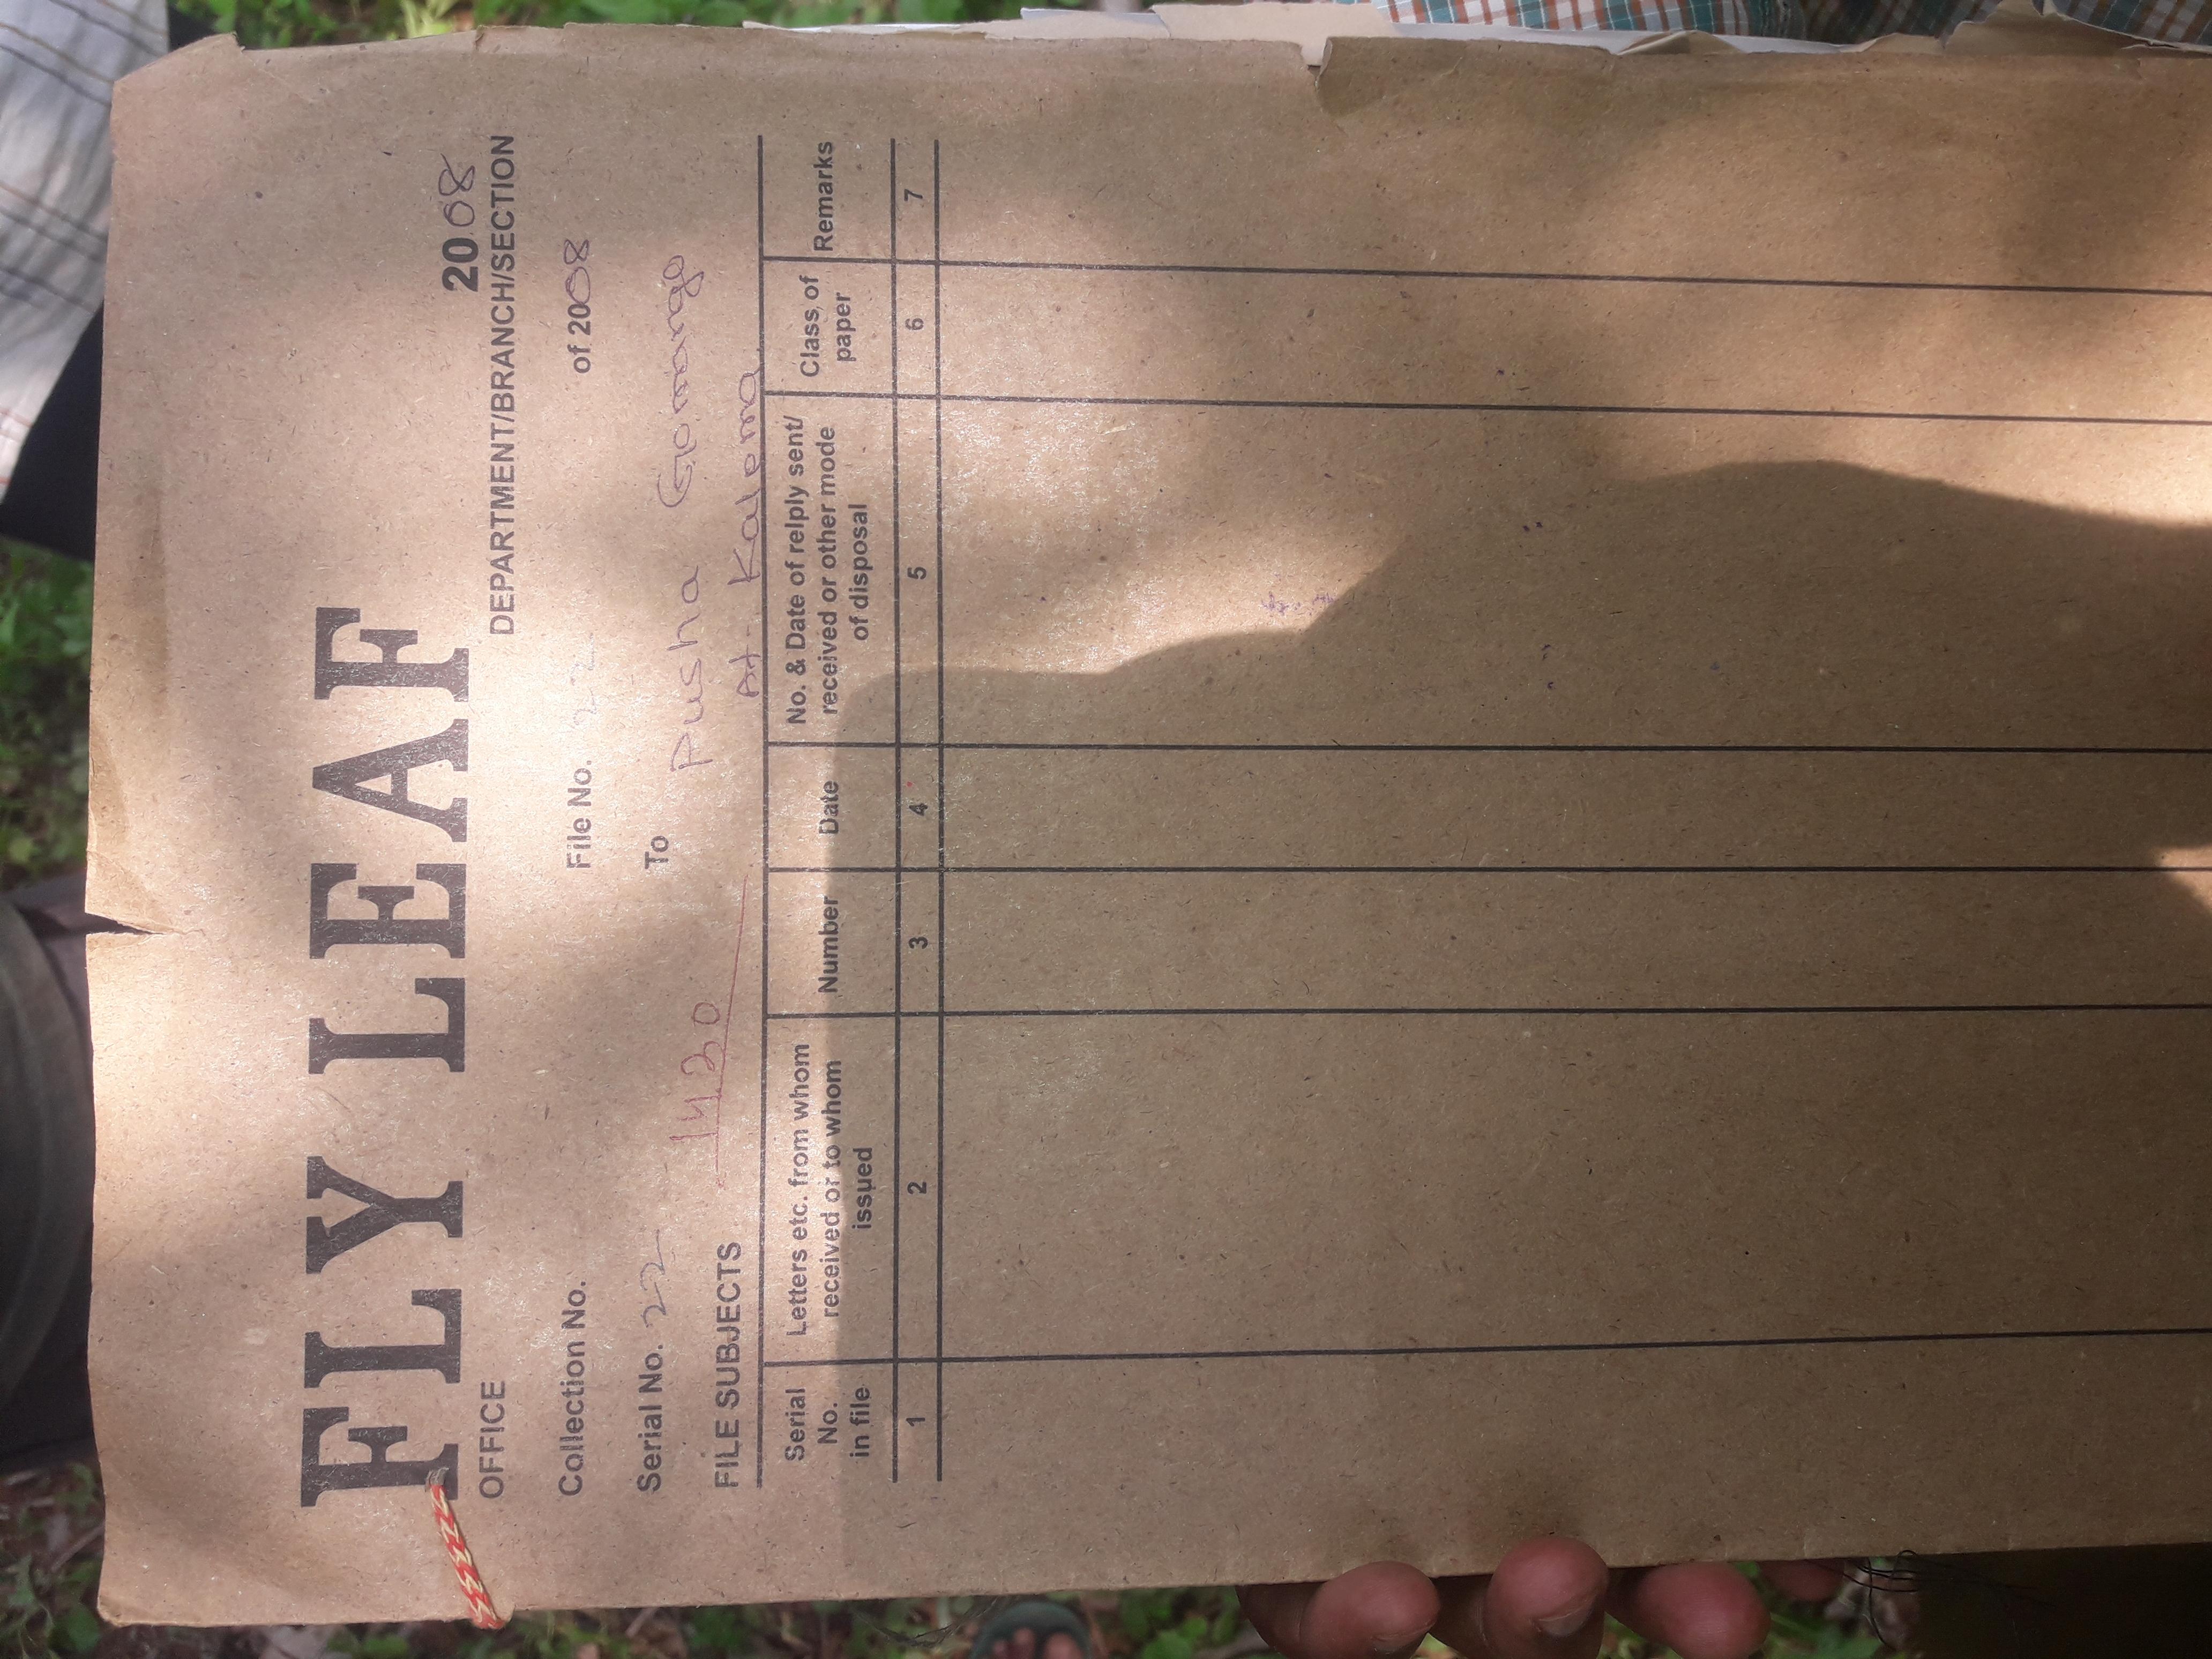 FLY LEAF
2008
OFFICE DEPARTMENT/BRANCH/SECTION
Collection No. File No. 22 of 2008
Serial No. 22 To
Pusha Gomango
FILE SUBJECTS 1430 At- Kalama
Serial No. in file
Letters etc. from whom received or to whom issued
Number
Date
No. & Date of relply sent/ received or other mode of disposal
Class of paper
Remarks
1 2 3 4 5 6 7